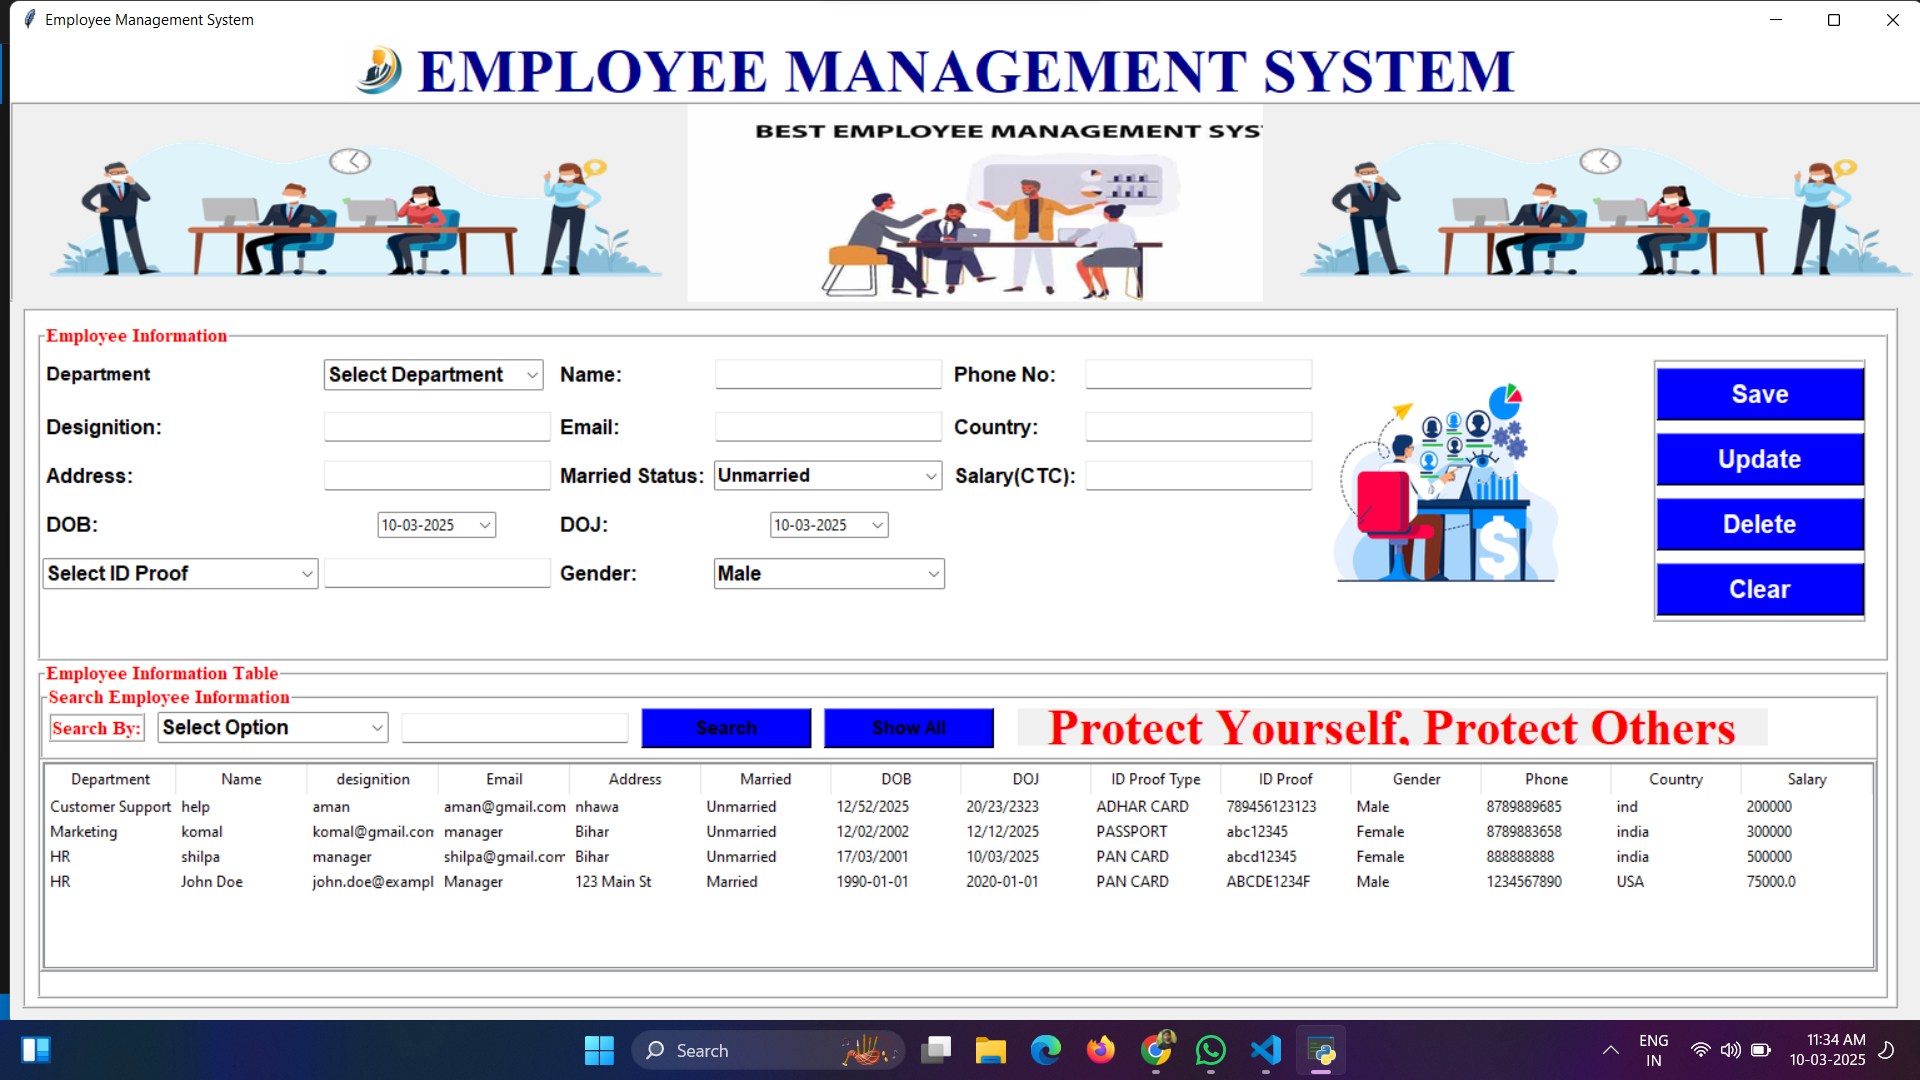 Employee Management System
EMPLOYEE MANAGEMENT SYSTEM
BEST EMPLOYEE MANAGEMENT SYS
Employee Information
Department Select Department Name: Phone No:
Designition: Email: Country:
Address: Married Status: Unmarried Salary(CTC):
DOB: 10-03-2025 DOJ: 10-03-2025
Select ID Proof Gender: Male
Save
Update
Delete
Clear
Employee Information Table
Search Employee Information
Search By: Select Option Search Show All Protect Yourself, Protect Others
Department Name designition Email Address Married DOB DOJ ID Proof Type ID Proof Gender Phone Country Salary
Customer Support help aman aman@gmail.com nhawa Unmarried 12/52/2025 20/23/2323 ADHAR CARD 789456123123 Male 8789889685 ind 200000
Marketing komal komal@gmail.con manager Bihar Unmarried 12/02/2002 12/12/2025 PASSPORT abc12345 Female 8789883658 india 300000
HR shilpa manager shilpa@gmail.com Bihar Unmarried 17/03/2001 10/03/2025 PAN CARD abcd12345 Female 888888888 india 500000
HR John Doe john.doe@exampl Manager 123 Main St Married 1990-01-01 2020-01-01 PAN CARD ABCDE1234F Male 1234567890 USA 75000.0
Search
ENG
IN
11:34 AM
10-03-2025